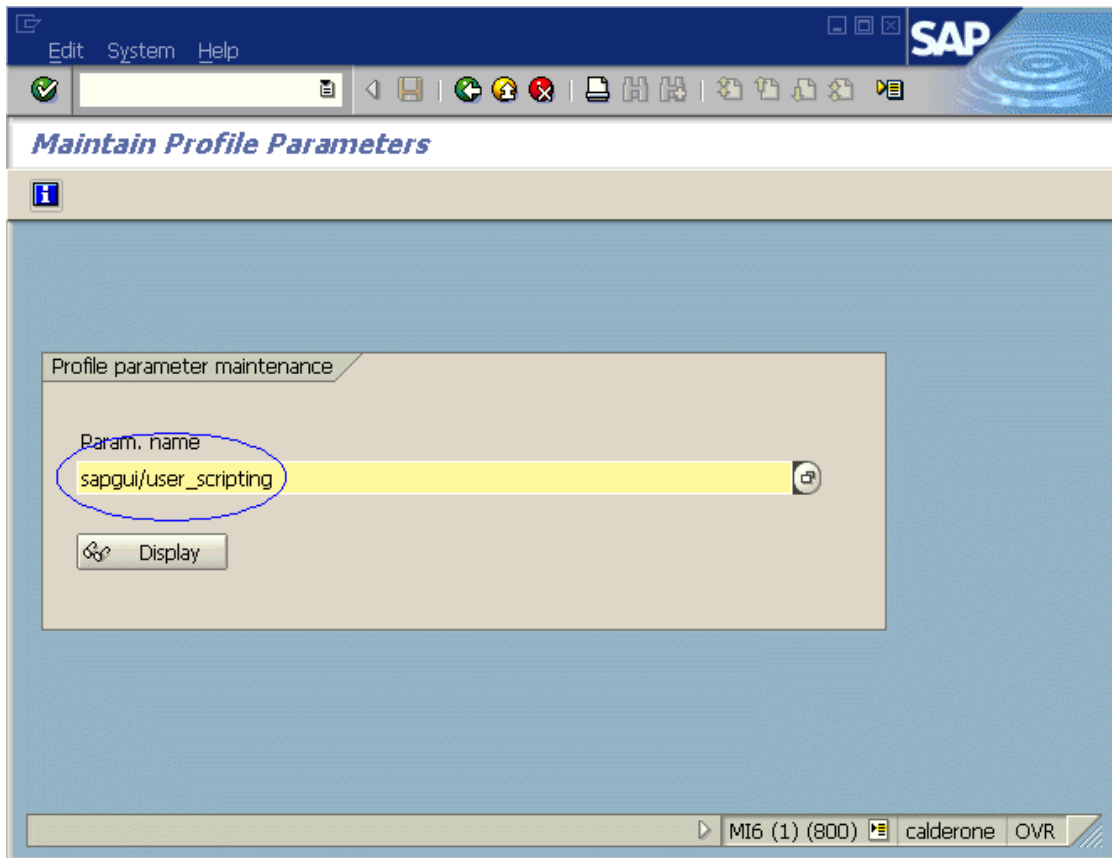 Edit System Help
SAP
Maintain Profile Parameters
Profile parameter maintenance
Param. name
sapgui/user_scripting
Display
MI6 (1) (800) calderone OVR